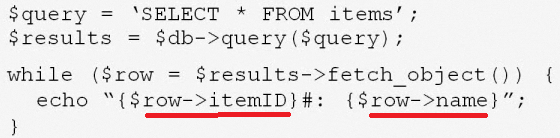 $query = ‘SELECT * FROM items’;
$results = $db->query($query);
while ($row = $results->fetch_object()) {
echo “{$row->itemID}#: {$row->name}”;
}